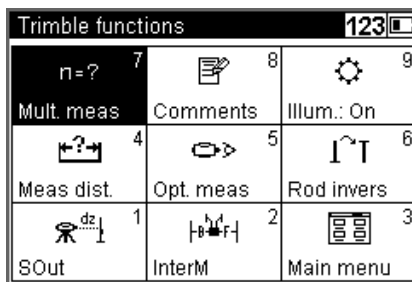 Trimble functions 123
n=? 7 8 9
Mult. meas Comments Illum.: On
? 4 5 6
Meas dist. Opt. meas Rod invers
dz 1 B F 2 3
SOut InterM Main menu